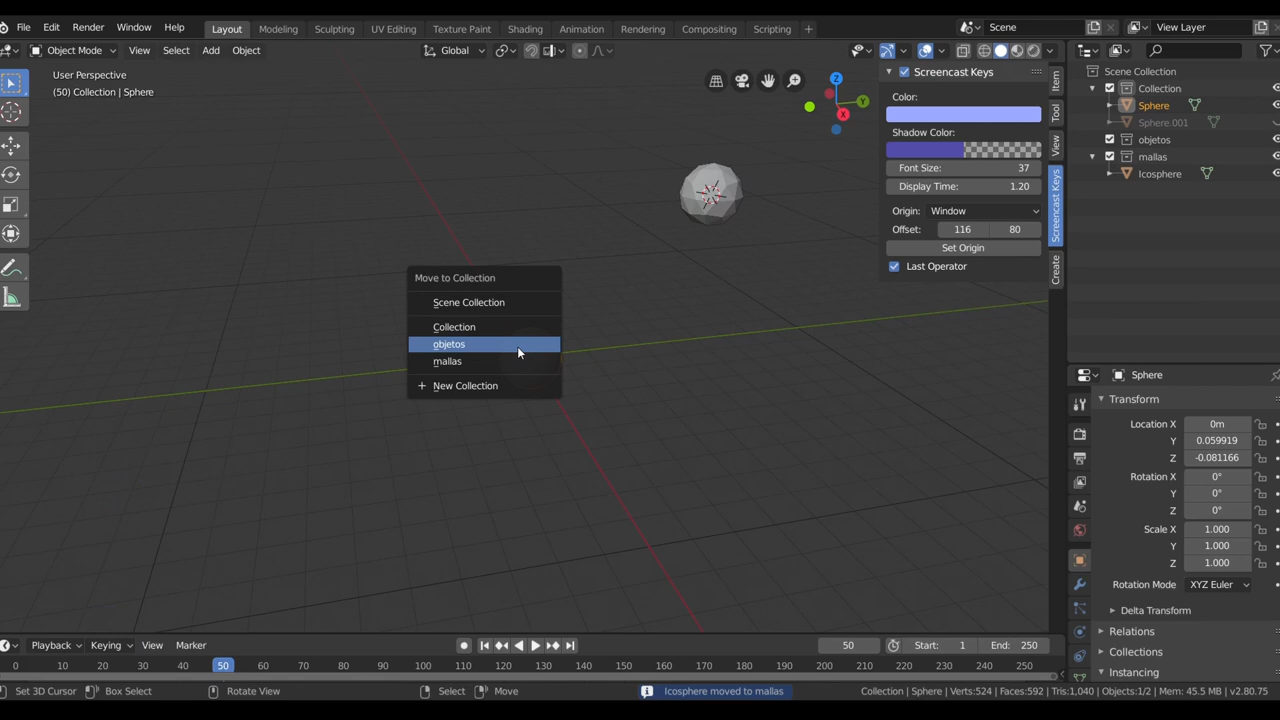 File Edit Render Window Help Layout Modeling Sculpting UV Editing Texture Paint Shading Animation Rendering Compositing Scripting + Scene View Layer
Object Mode View Select Add Object Global
User Perspective
(50) Collection | Sphere
Z
Y
X
Screencast Keys
Color:
Shadow Color:
Font Size: 37
Display Time: 1.20
Origin: Window
Offset: 116 80
Set Origin
Last Operator
Item
Tool
View
Screencast Keys
Create
Scene Collection
Collection
Sphere
Sphere.001
objetos
mallas
Icosphere
Move to Collection
Scene Collection
Collection
objetos
mallas
+ New Collection
Sphere
Transform
Location X 0m
Y 0.059919
Z -0.081166
Rotation X 0°
Y 0°
Z 0°
Scale X 1.000
Y 1.000
Z 1.000
Rotation Mode XYZ Euler
Delta Transform
Relations
Collections
Instancing
Playback Keying View Marker 50 Start: 1 End: 250
0 10 20 30 40 50 60 70 80 90 100 110 120 130 140 150 160 170 180 190 200 210 220 230 240 250
Set 3D Cursor Box Select Rotate View Select Move Icosphere moved to mallas Collection | Sphere | Verts:524 | Faces:592 | Tris:1,040 | Objects:1/2 | Mem: 45.5 MB | v2.80.75